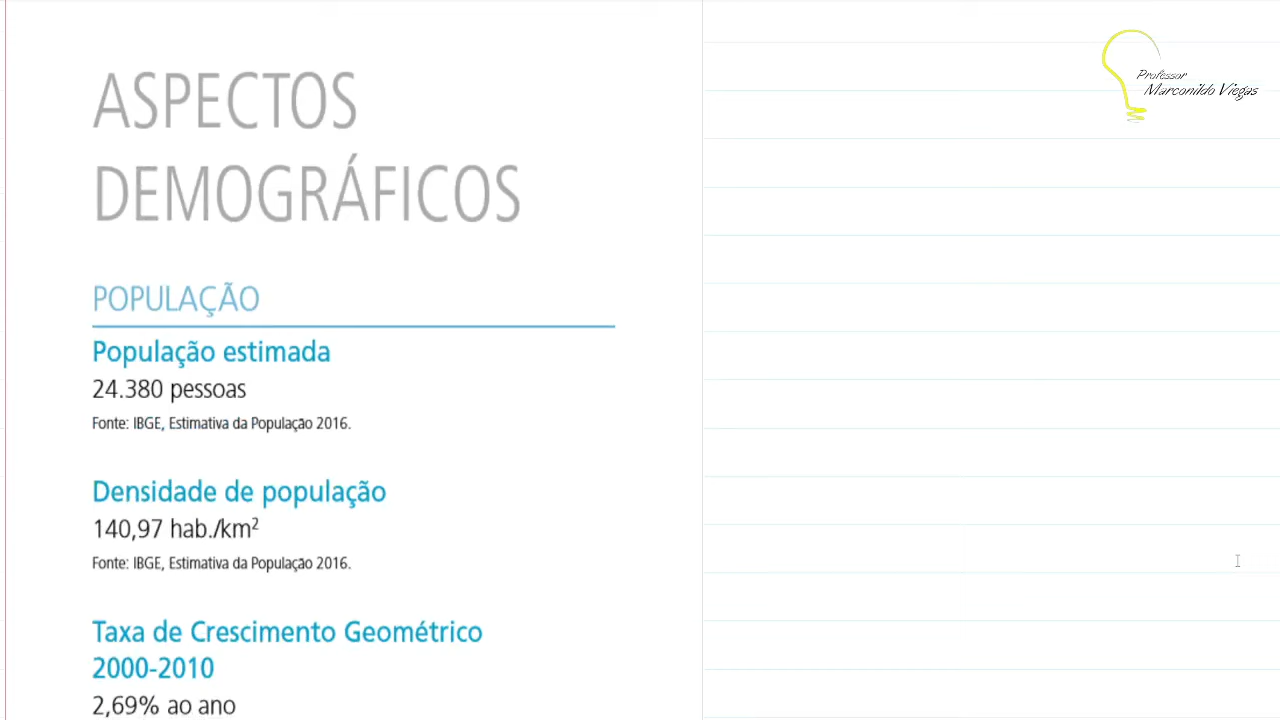 ASPECTOS
DEMOGRÁFICOS
POPULAÇÃO
População estimada
24.380 pessoas
Fonte: IBGE, Estimativa da População 2016.
Densidade de população
140,97 hab./km²
Fonte: IBGE, Estimativa da População 2016.
Taxa de Crescimento Geométrico
2000-2010
2,69% ao ano
Professor
Marconildo Viegas